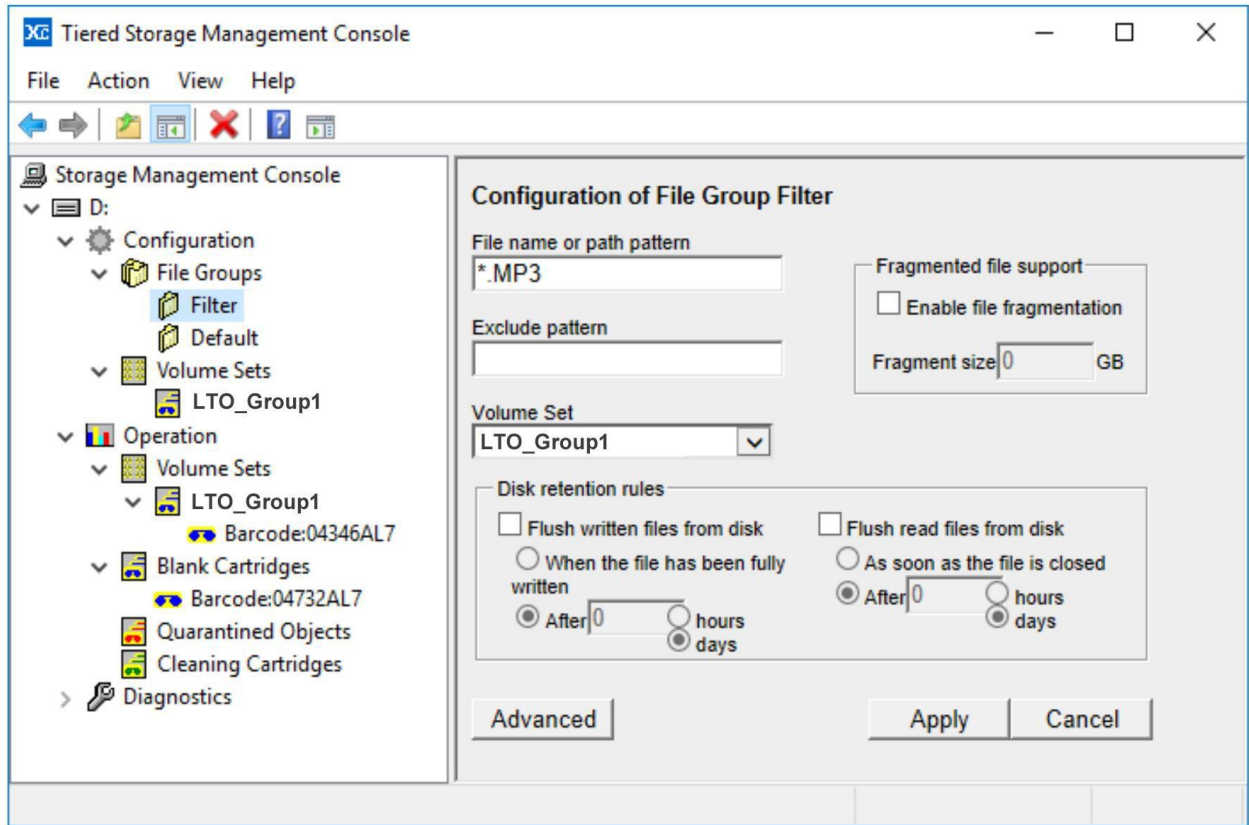 XC Tiered Storage Management Console
File Action View Help
?
Storage Management Console
D:
Configuration
File Groups
Filter
Default
Volume Sets
LTO_Group1
Operation
Volume Sets
LTO_Group1
Barcode:04346AL7
Blank Cartridges
Barcode:04732AL7
Quarantined Objects
Cleaning Cartridges
Diagnostics
Configuration of File Group Filter
File name or path pattern
*.MP3
Exclude pattern
Volume Set
LTO_Group1
Fragmented file support
Enable file fragmentation
Fragment size 0 GB
Disk retention rules
Flush written files from disk
When the file has been fully
written
After 0 hours
days
Flush read files from disk
As soon as the file is closed
After 0 hours
days
Advanced Apply Cancel